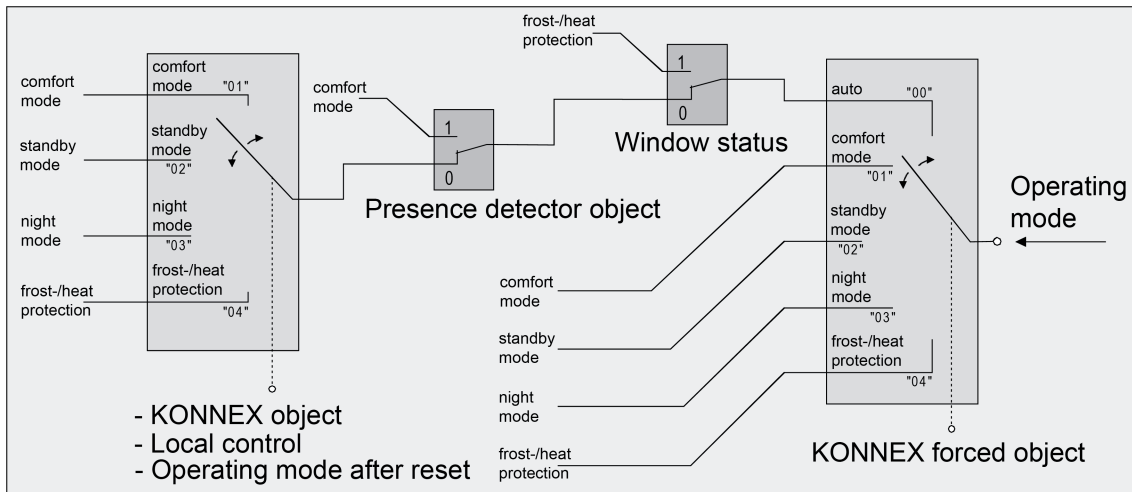 frost-/heat
protection
comfort
mode
comfort
mode "01"
standby
mode
standby
mode
"02"
night
mode
night
mode
"03"
frost-/heat
protection
frost-/heat
protection
"04"
- KONNEX object
- Local control
- Operating mode after reset
comfort
mode
1
0
Presence detector object
1
0
Window status
auto
"00"
comfort
mode
"01"
standby
mode
"02"
night
mode
"03"
frost-/heat
protection
"04"
comfort
mode
standby
mode
night
mode
frost-/heat
protection
KONNEX forced object
Operating
mode